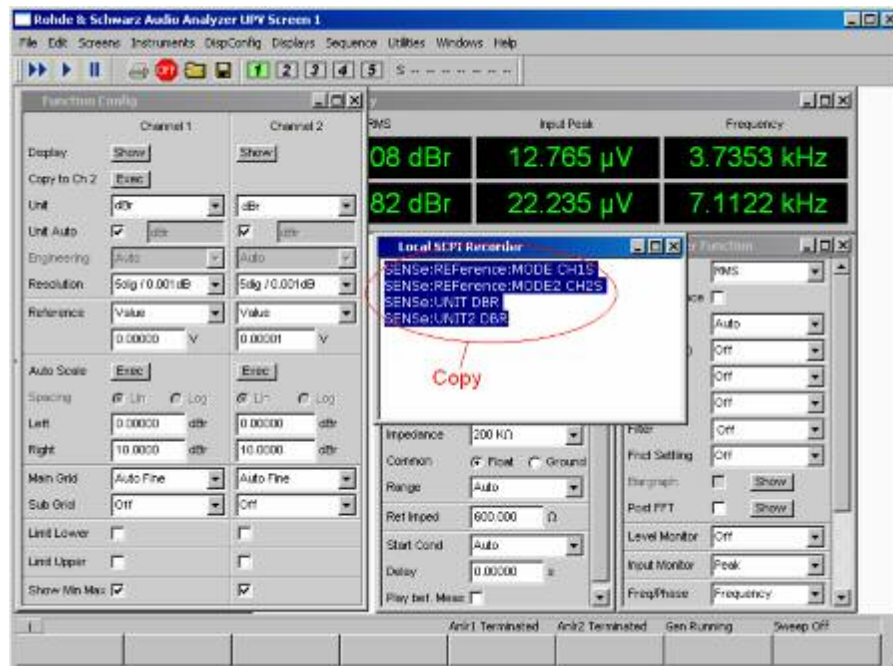 Rohde & Schwarz Audio Analyzer UPV Screen 1
File Edit Screens Instruments DispConfig Displays Sequence Utilities Windows Help
OFF 1 2 3 4 5 S -- -- -- -- -- -- --
Function Config
Channel 1 Channel 2
Display Show Show
Copy to Ch 2 Exec
Unit dBr dBr
Unit Auto dBr dBr
Engineering Auto Auto
Resolution 5dig / 0.001dB 5dig / 0.001dB
Reference Value Value
0.00000 V 0.00001 V
Auto Scale Exec Exec
Spacing Lin Log Lin Log
Left 0.00000 dBr 0.00000 dBr
Right 10.0000 dBr 10.0000 dBr
Main Grid Auto Fine Auto Fine
Sub Grid Off Off
Limit Lower
Limit Upper
Show Min Max
y
RMS Input Peak Frequency
08 dBr 12.765 µV 3.7353 kHz
82 dBr 22.235 µV 7.1122 kHz
Local SCPI Recorder
SENSe:REFerence:MODE CH1S
SENSe:REFerence:MODE2 CH2S
SENSe:UNIT DBR
SENSe:UNIT2 DBR
Copy
Impedance 200 KΩ
Common Float Ground
Range Auto
Ref Imped 600.000 Ω
Start Cond Auto
Delay 0.00000 s
Play bef. Meas
Function
RMS
Auto
Off
Off
Off
Filter Off
Fnct Settling Off
Bargraph Show
Post FFT Show
Level Monitor Off
Input Monitor Peak
Freq/Phase Frequency
Anlr1 Terminated Anlr2 Terminated Gen Running Sweep Off